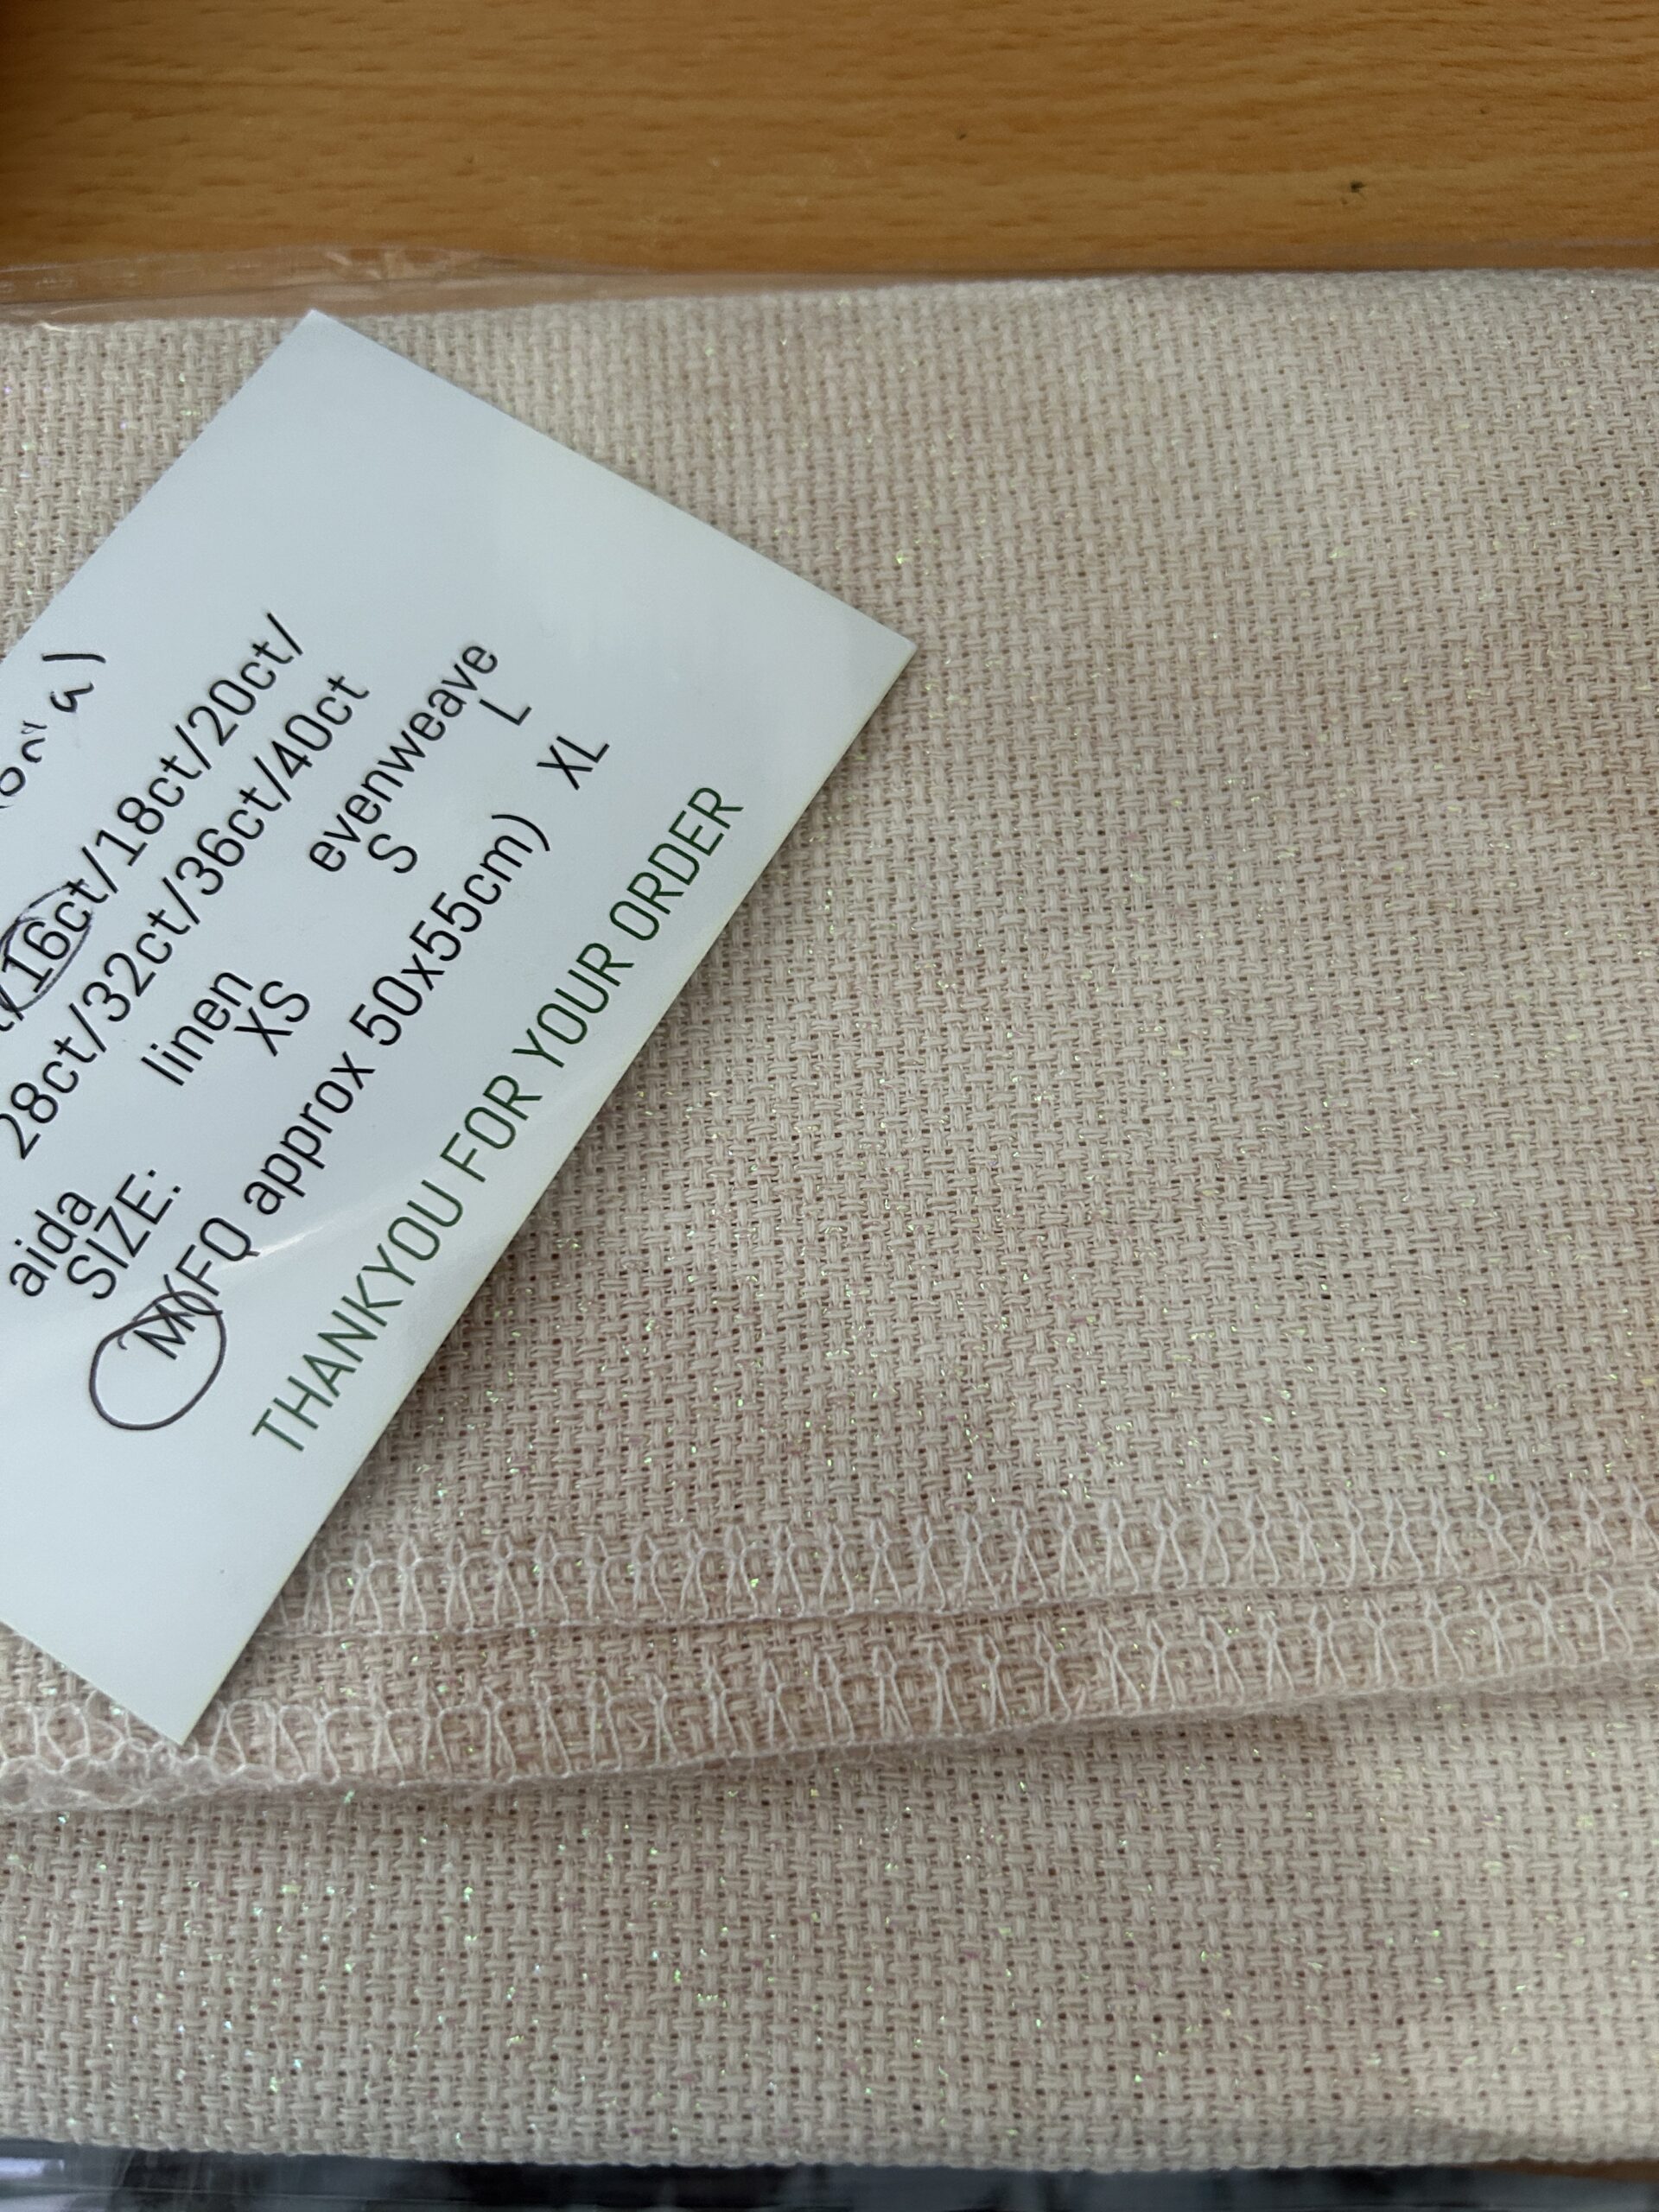 /16ct/18ct/20ct/
28ct/32ct/36ct/40ct
aida linen evenweave
SIZE: XS S L
M(FQ approx 50x55cm) XL
THANKYOU FOR YOUR ORDER